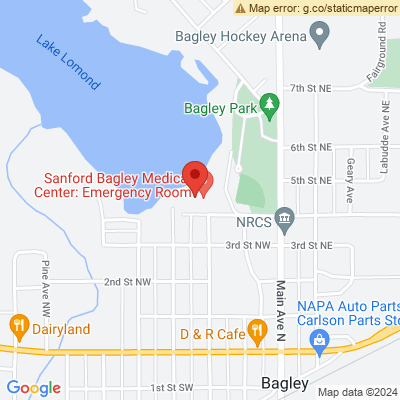 Map error: g.co/staticmaperror
Bagley Hockey Arena
Fairground Rd
Lake Lomond
7th St NE
Bagley Park
Labudde Ave NE
6th St NE
Geary Ave
Sanford Bagley Medical
Center: Emergency Room
5th St NE
NRCS
3rd St NW
3rd St NE
Pine Ave NW
2nd St NW
Main Ave N
NAPA Auto Parts
Carlson Parts Sto
Dairyland
D & R Cafe
Google
1st St SW
Bagley
Map data ©2024